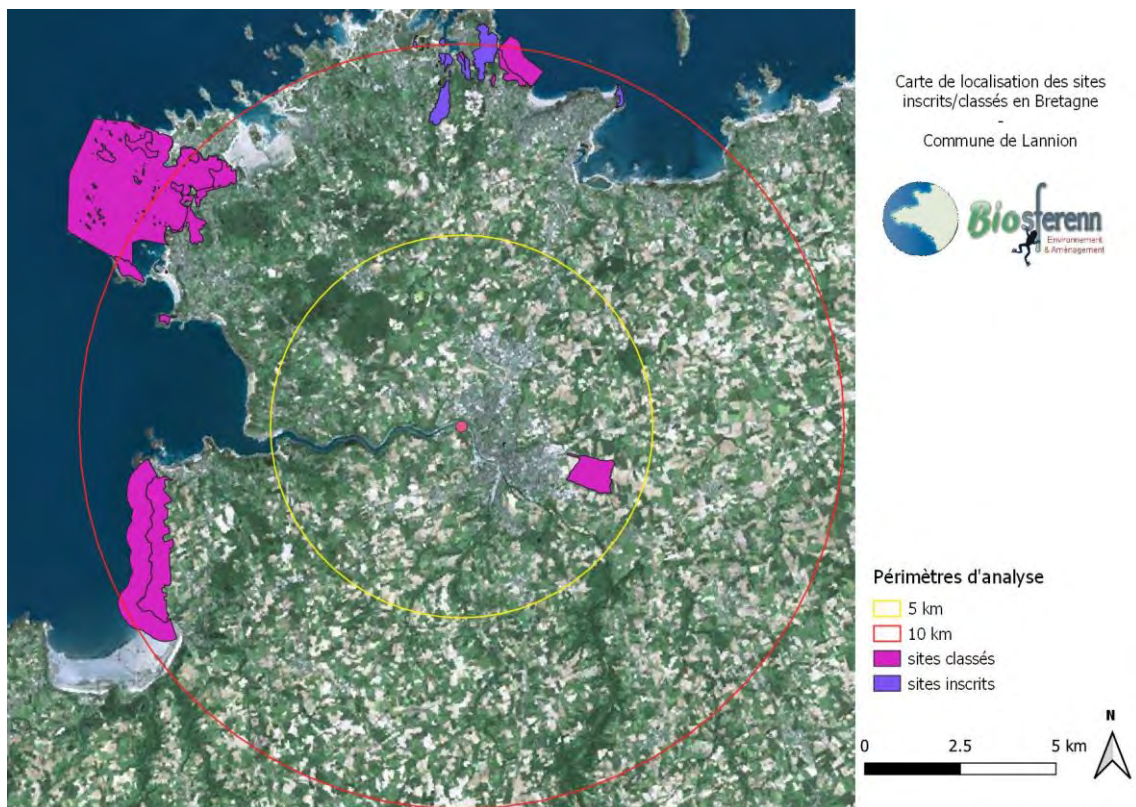 Carte de localisation des sites
inscrits/classés en Bretagne
-
Commune de Lannion
Biosferenn
Environnement
& Aménagement
Périmètres d'analyse
5 km
10 km
sites classés
sites inscrits
N
0 2.5 5 km